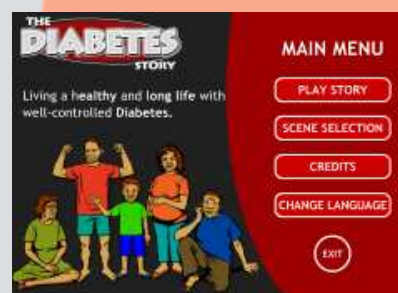 THE
DIABETES
STORY
Living a healthy and long life with
well-controlled Diabetes.
MAIN MENU
PLAY STORY
SCENE SELECTION
CREDITS
CHANGE LANGUAGE
EXIT